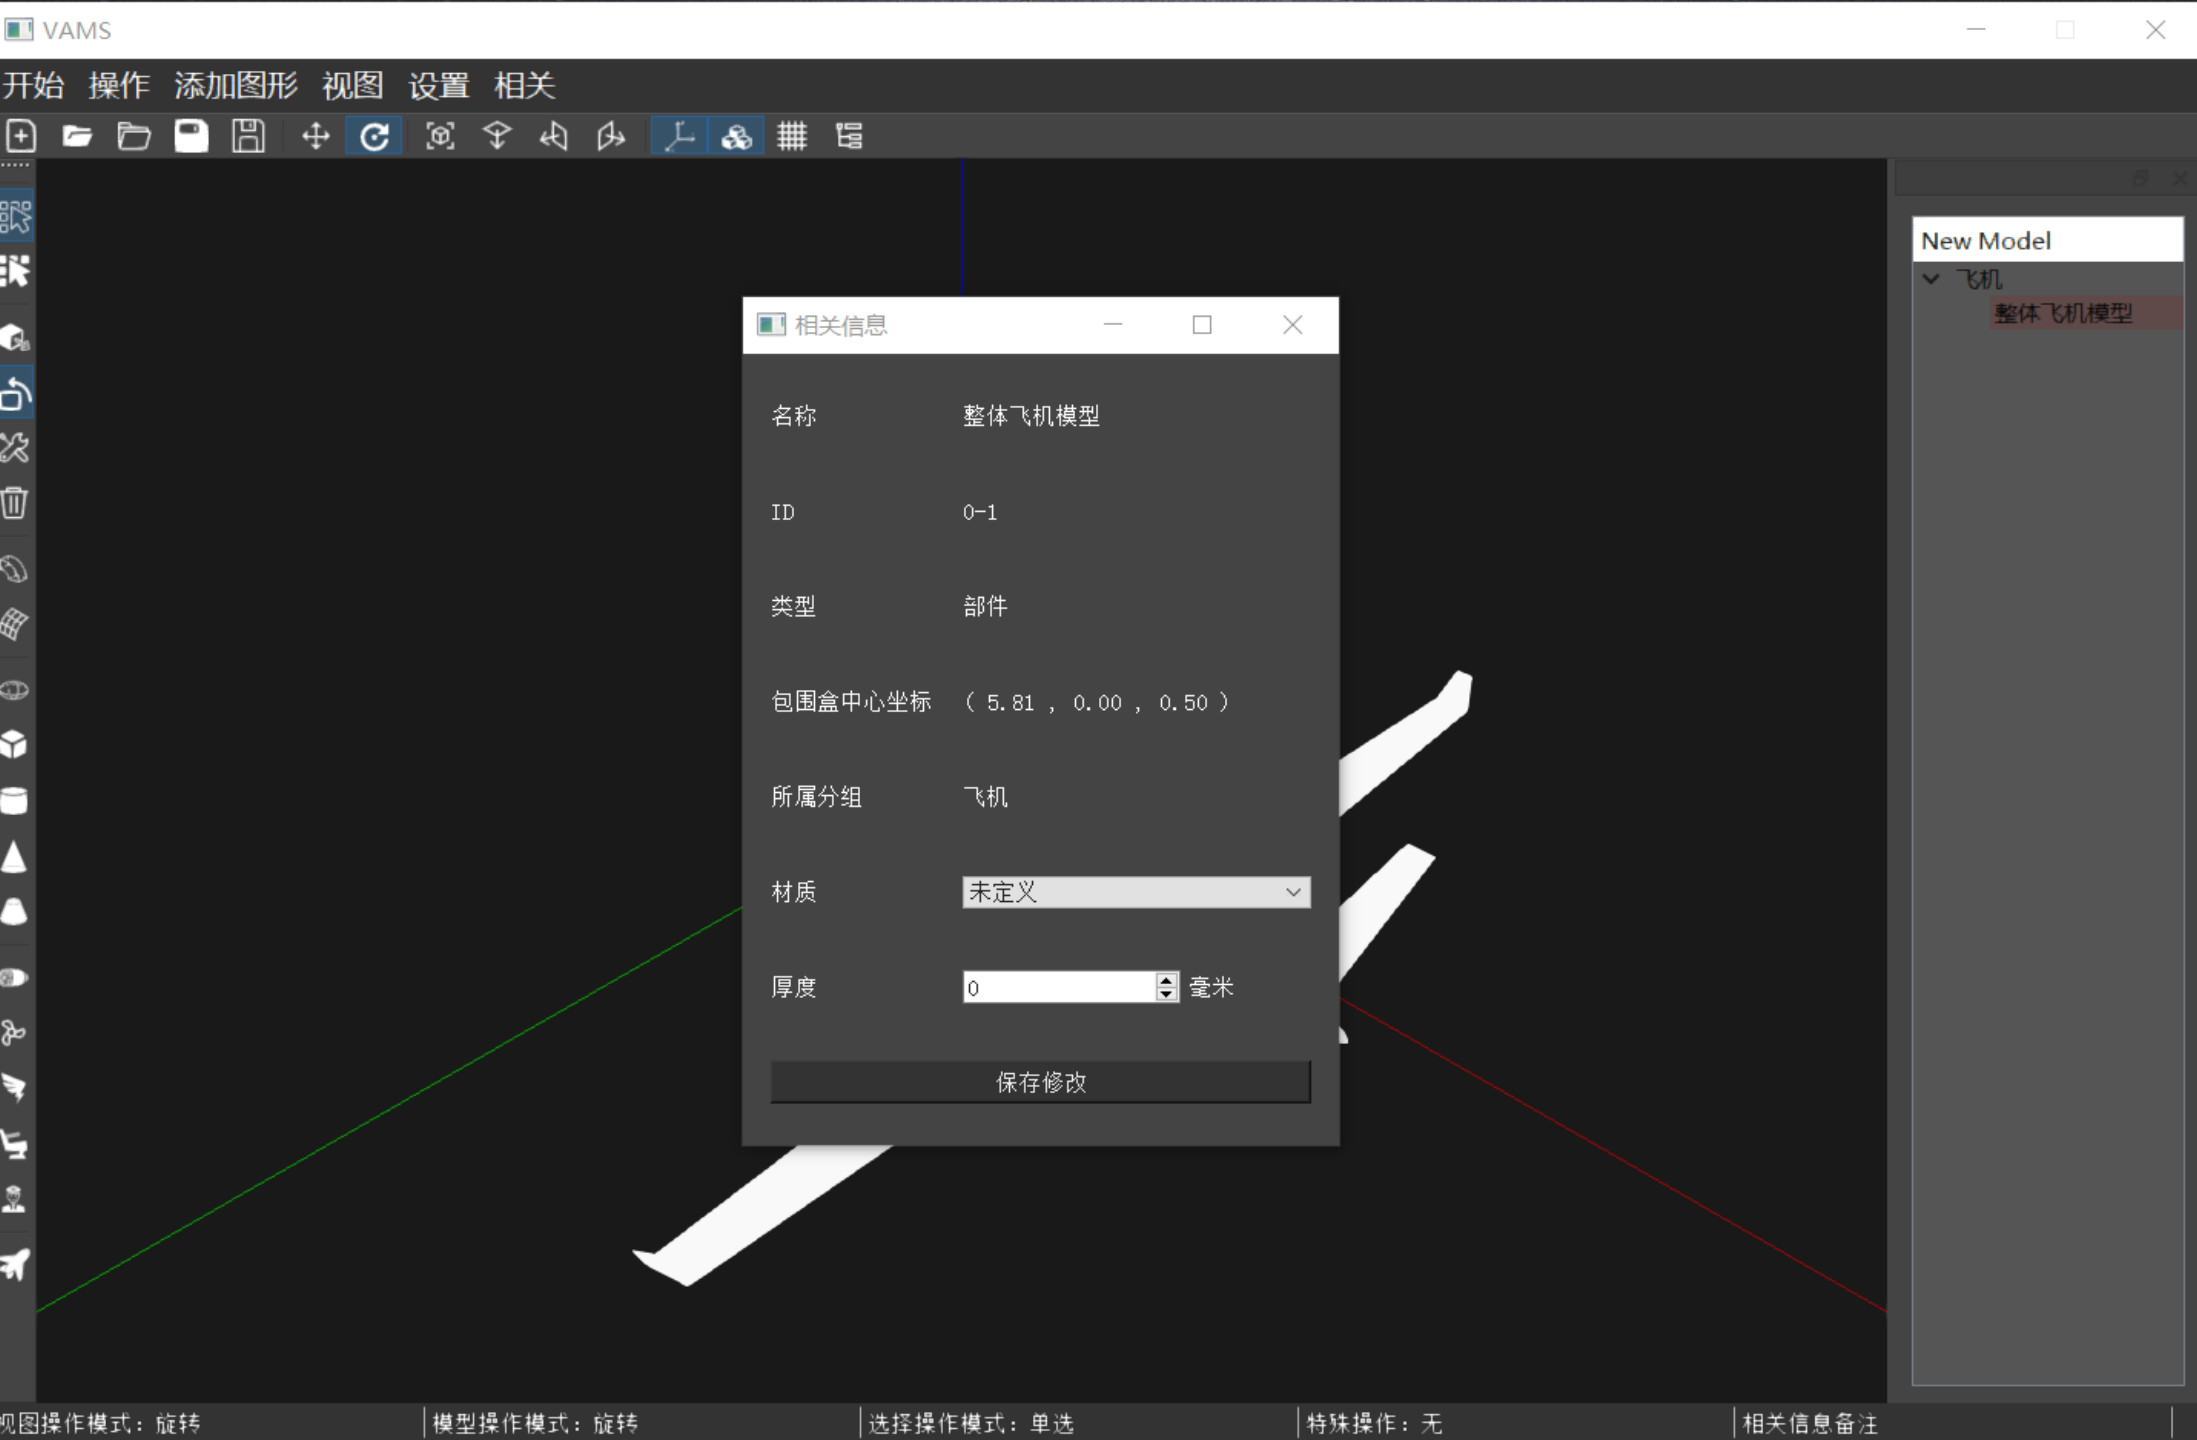 VAMS
开始 操作 添加图形 视图 设置 相关
New Model
飞机
整体飞机模型
相关信息
名称 整体飞机模型
ID 0-1
类型 部件
包围盒中心坐标 ( 5.81 , 0.00 , 0.50 )
所属分组 飞机
材质 未定义
厚度 0 毫米
保存修改
视图操作模式：旋转
模型操作模式：旋转
选择操作模式：单选
特殊操作：无
相关信息备注